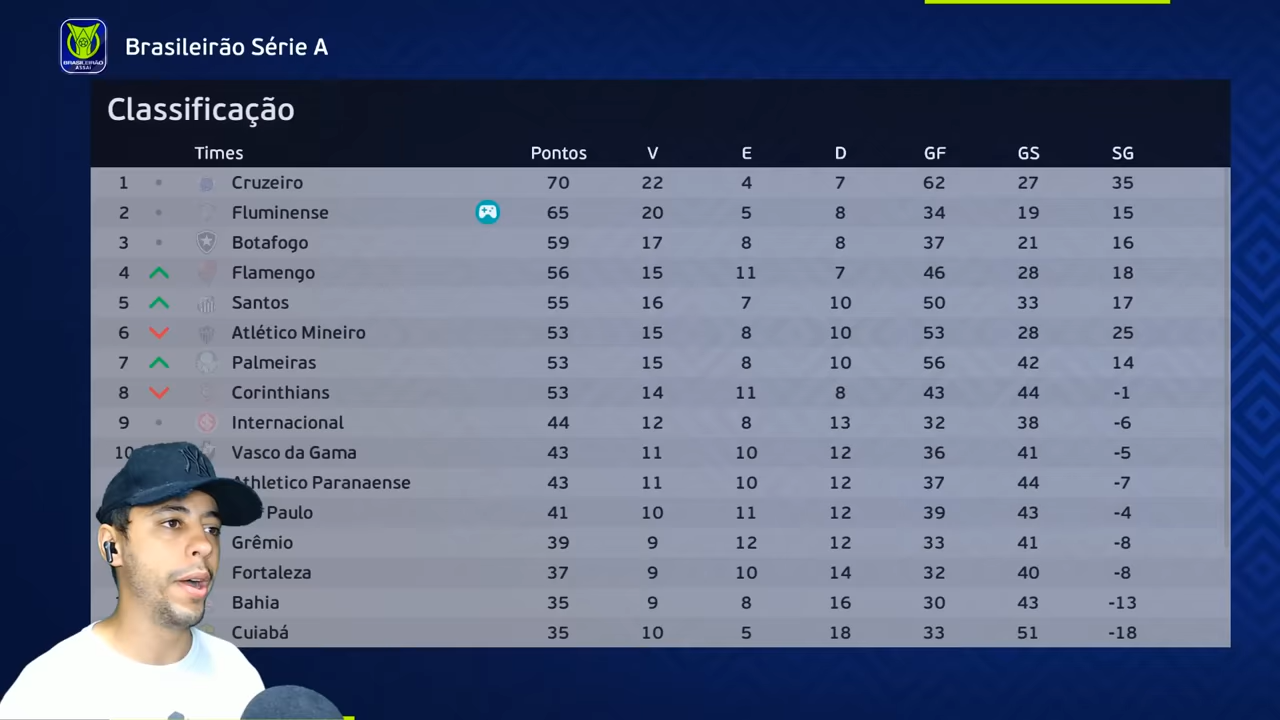 Brasileirão Série A
BRASILEIRÃO
ASSAÍ
Classificação
Times Pontos V E D GF GS SG
1 Cruzeiro 70 22 4 7 62 27 35
2 Fluminense 65 20 5 8 34 19 15
3 Botafogo 59 17 8 8 37 21 16
4 Flamengo 56 15 11 7 46 28 18
5 Santos 55 16 7 10 50 33 17
6 Atlético Mineiro 53 15 8 10 53 28 25
7 Palmeiras 53 15 8 10 56 42 14
8 Corinthians 53 14 11 8 43 44 -1
9 Internacional 44 12 8 13 32 38 -6
10 Vasco da Gama 43 11 10 12 36 41 -5
Athletico Paranaense 43 11 10 12 37 44 -7
Paulo 41 10 11 12 39 43 -4
Grêmio 39 9 12 12 33 41 -8
Fortaleza 37 9 10 14 32 40 -8
Bahia 35 9 8 16 30 43 -13
Cuiabá 35 10 5 18 33 51 -18